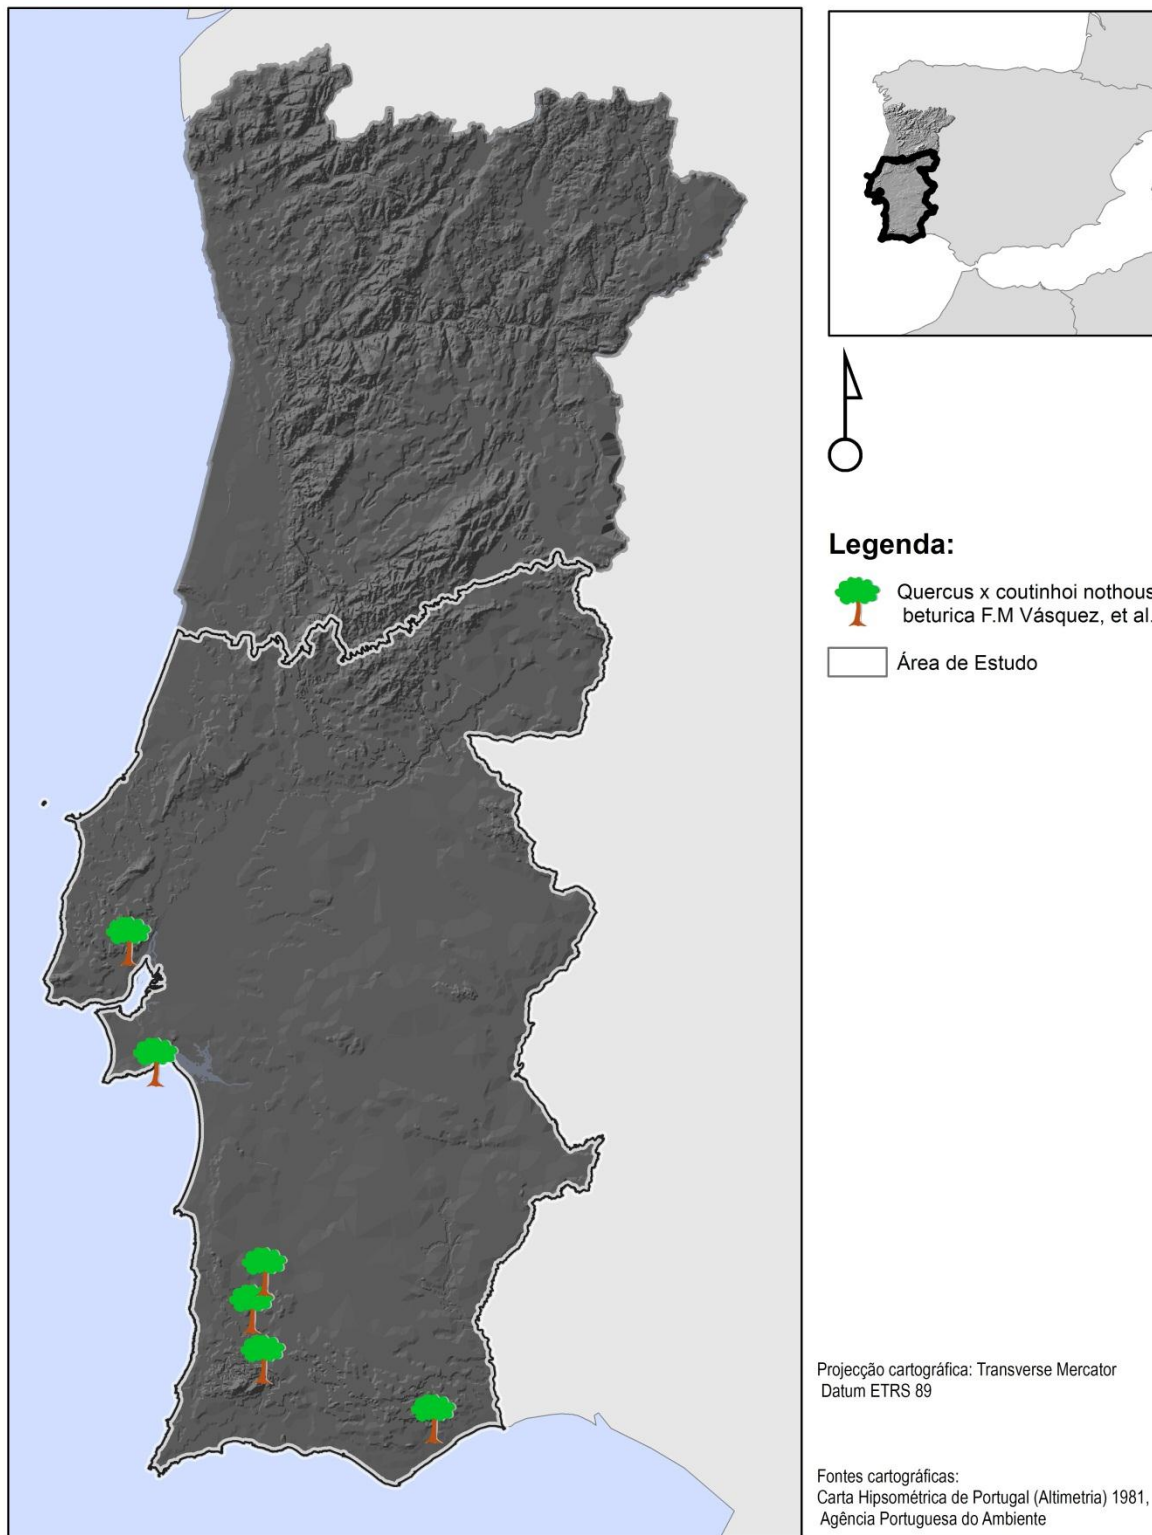 Legenda:
Quercus x coutinhoi nothous
beturica F.M Vásquez, et al.
Área de Estudo
Projecção cartográfica: Transverse Mercator
Datum ETRS 89
Fontes cartográficas:
Carta Hipsométrica de Portugal (Altimetria) 1981,
Agência Portuguesa do Ambiente